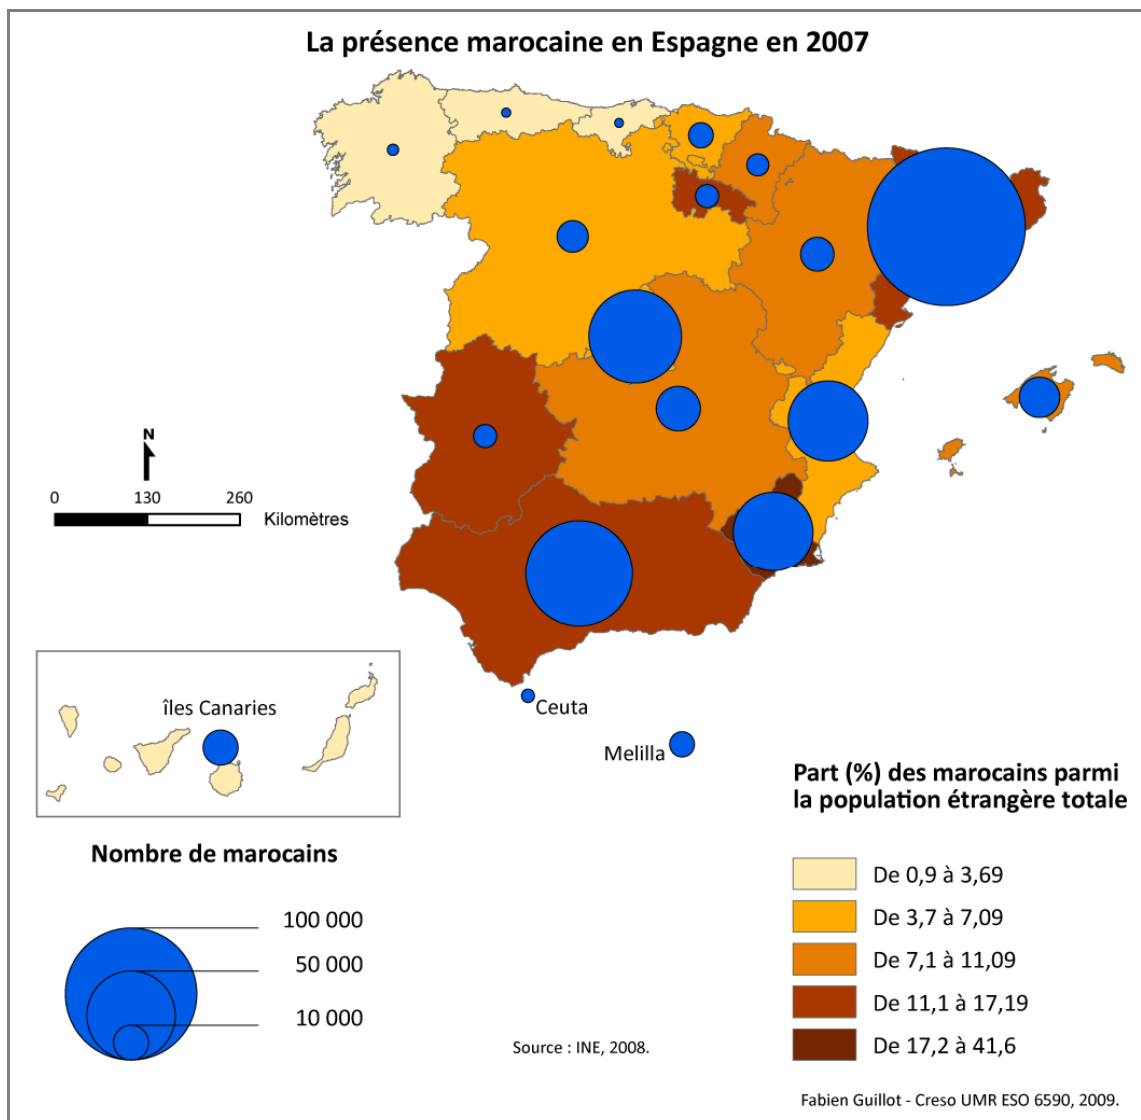 La présence marocaine en Espagne en 2007
N
0 130 260
Kilomètres
Ceuta
îles Canaries
Melilla
Part (%) des marocains parmi
la population étrangère totale
Nombre de marocains
De 0,9 à 3,69
De 3,7 à 7,09
De 7,1 à 11,09
De 11,1 à 17,19
De 17,2 à 41,6
100 000
50 000
10 000
Source : INE, 2008.
Fabien Guillot - Creso UMR ESO 6590, 2009.